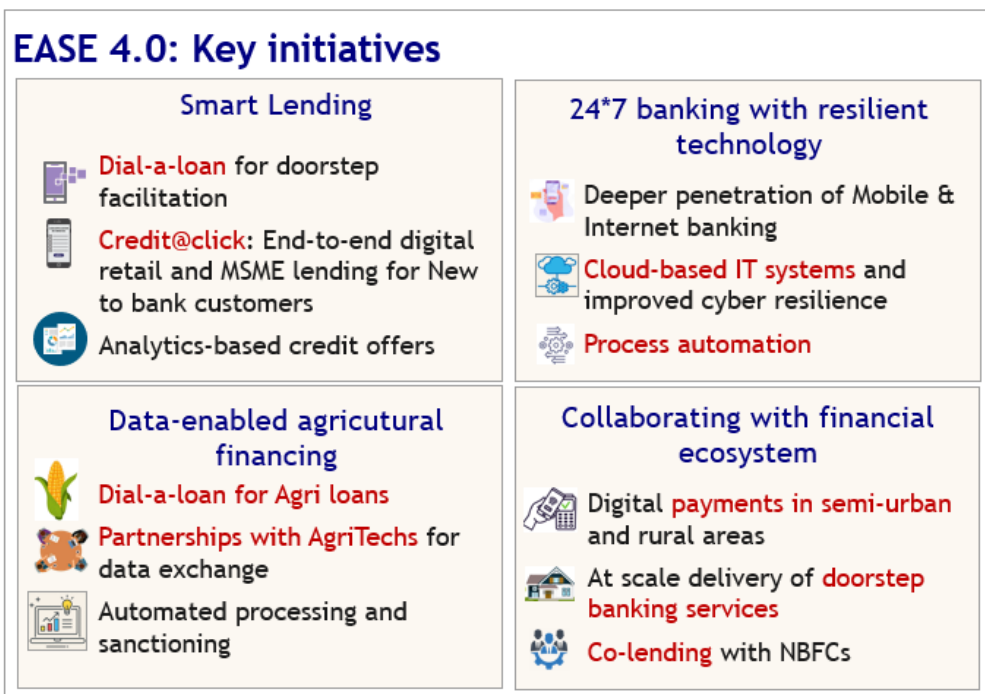 EASE 4.0: Key initiatives
Smart Lending
Dial-a-loan for doorstep
facilitation
Credit@click: End-to-end digital
retail and MSME lending for New
to bank customers
Analytics-based credit offers
24*7 banking with resilient
technology
Deeper penetration of Mobile &
Internet banking
Cloud-based IT systems and
improved cyber resilience
Process automation
Data-enabled agricutural
financing
Dial-a-loan for Agri loans
Partnerships with AgriTechs for
data exchange
Automated processing and
sanctioning
Collaborating with financial
ecosystem
Digital payments in semi-urban
and rural areas
At scale delivery of doorstep
banking services
Co-lending with NBFCs